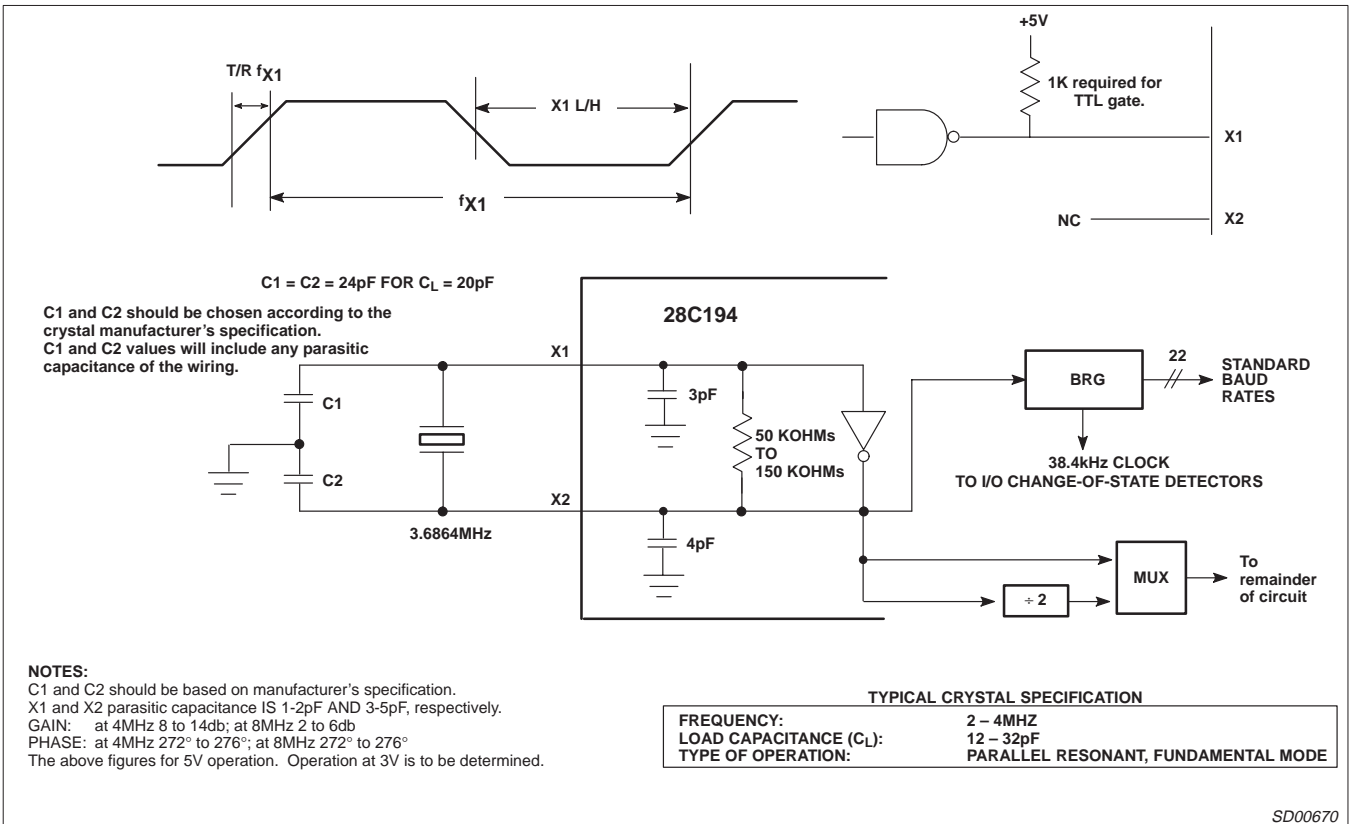 T/R fX1
X1 L/H
fX1
+5V
1K required for
TTL gate.
X1
NC
X2
C1 = C2 = 24pF FOR CL = 20pF
C1 and C2 should be chosen according to the
crystal manufacturer's specification.
C1 and C2 values will include any parasitic
capacitance of the wiring.
28C194
X1
C1
C2
3.6864MHz
X2
3pF
50 KOHMs
TO
150 KOHMs
4pF
BRG
22
STANDARD
BAUD
RATES
38.4kHz CLOCK
TO I/O CHANGE-OF-STATE DETECTORS
÷ 2
MUX
To
remainder
of circuit
NOTES:
C1 and C2 should be based on manufacturer's specification.
X1 and X2 parasitic capacitance IS 1-2pF AND 3-5pF, respectively.
GAIN: at 4MHz 8 to 14db; at 8MHz 2 to 6db
PHASE: at 4MHz 272° to 276°; at 8MHz 272° to 276°
The above figures for 5V operation. Operation at 3V is to be determined.
TYPICAL CRYSTAL SPECIFICATION
FREQUENCY: 2 – 4MHZ
LOAD CAPACITANCE (CL): 12 – 32pF
TYPE OF OPERATION: PARALLEL RESONANT, FUNDAMENTAL MODE
SD00670